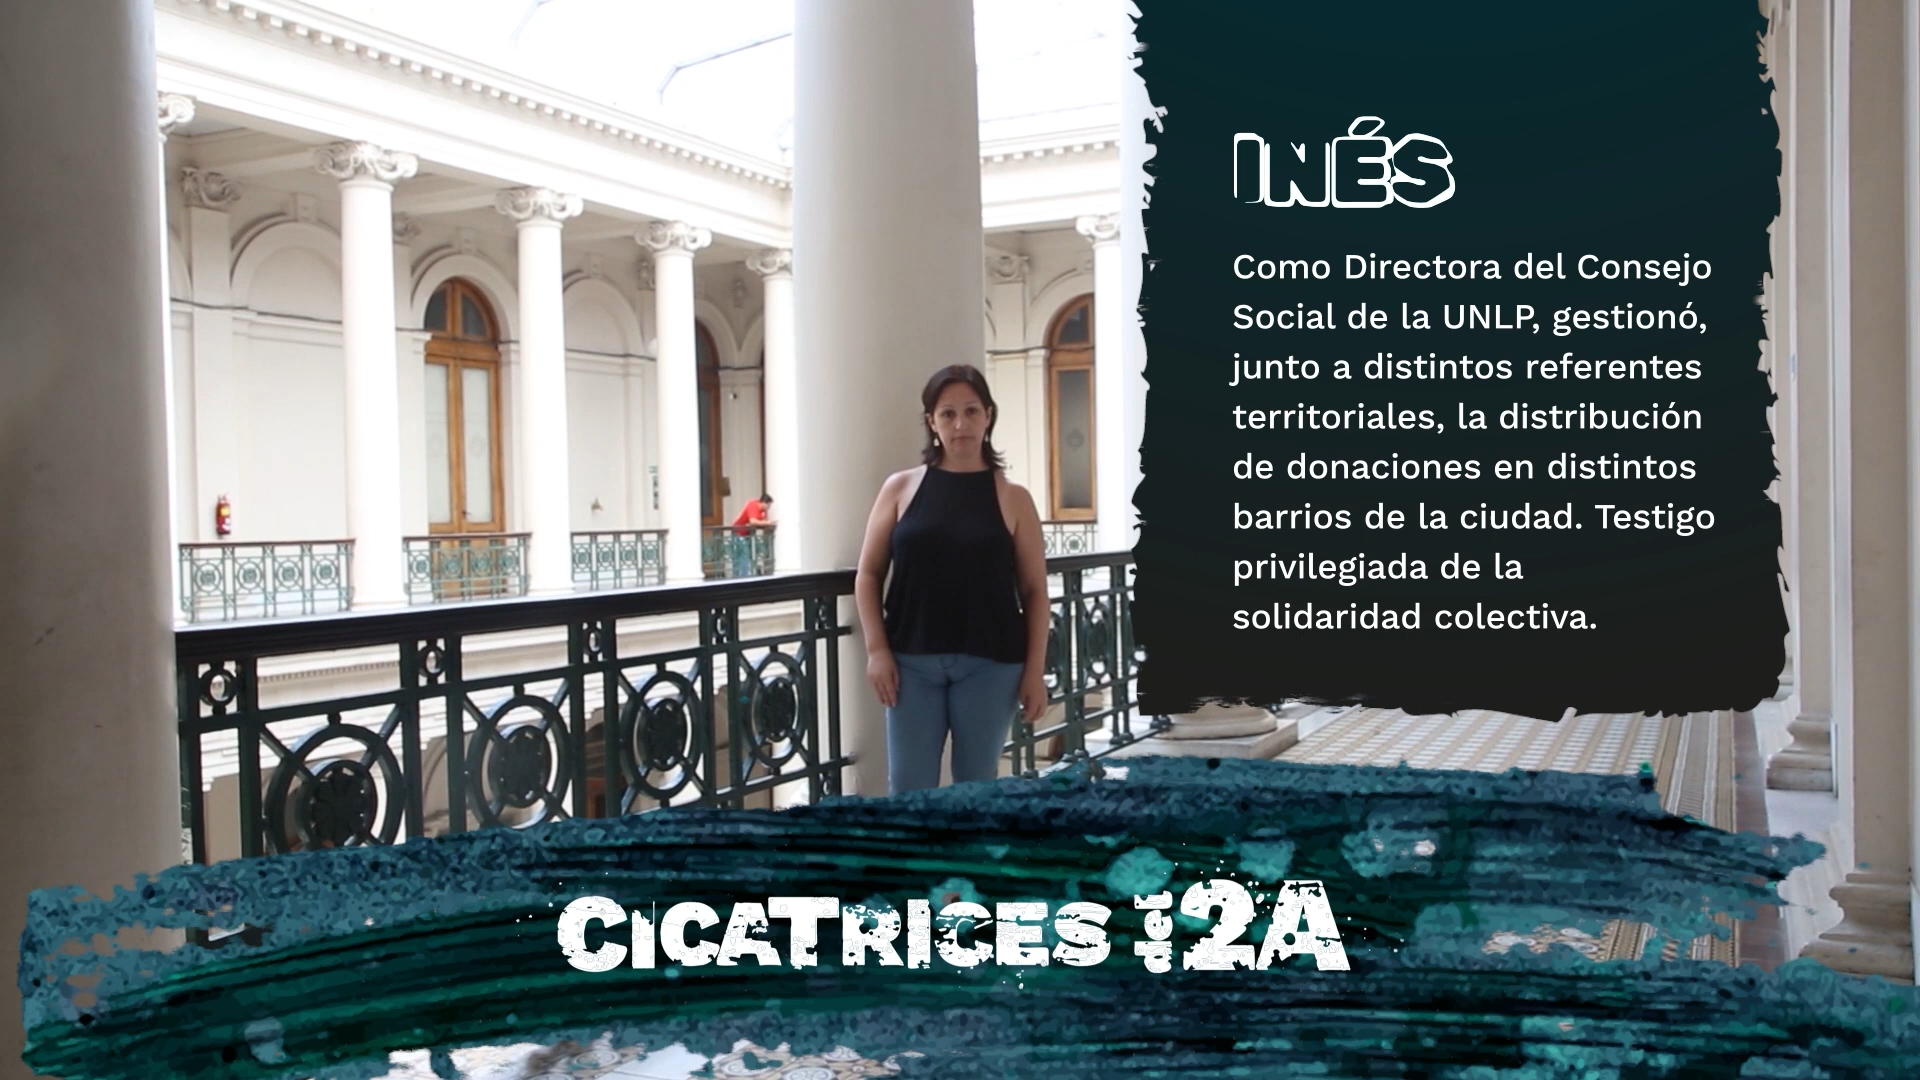 INÉS
Como Directora del Consejo
Social de la UNLP, gestionó,
junto a distintos referentes
territoriales, la distribución
de donaciones en distintos
barrios de la ciudad. Testigo
privilegiada de la
solidaridad colectiva.
CICATRICES del 2A